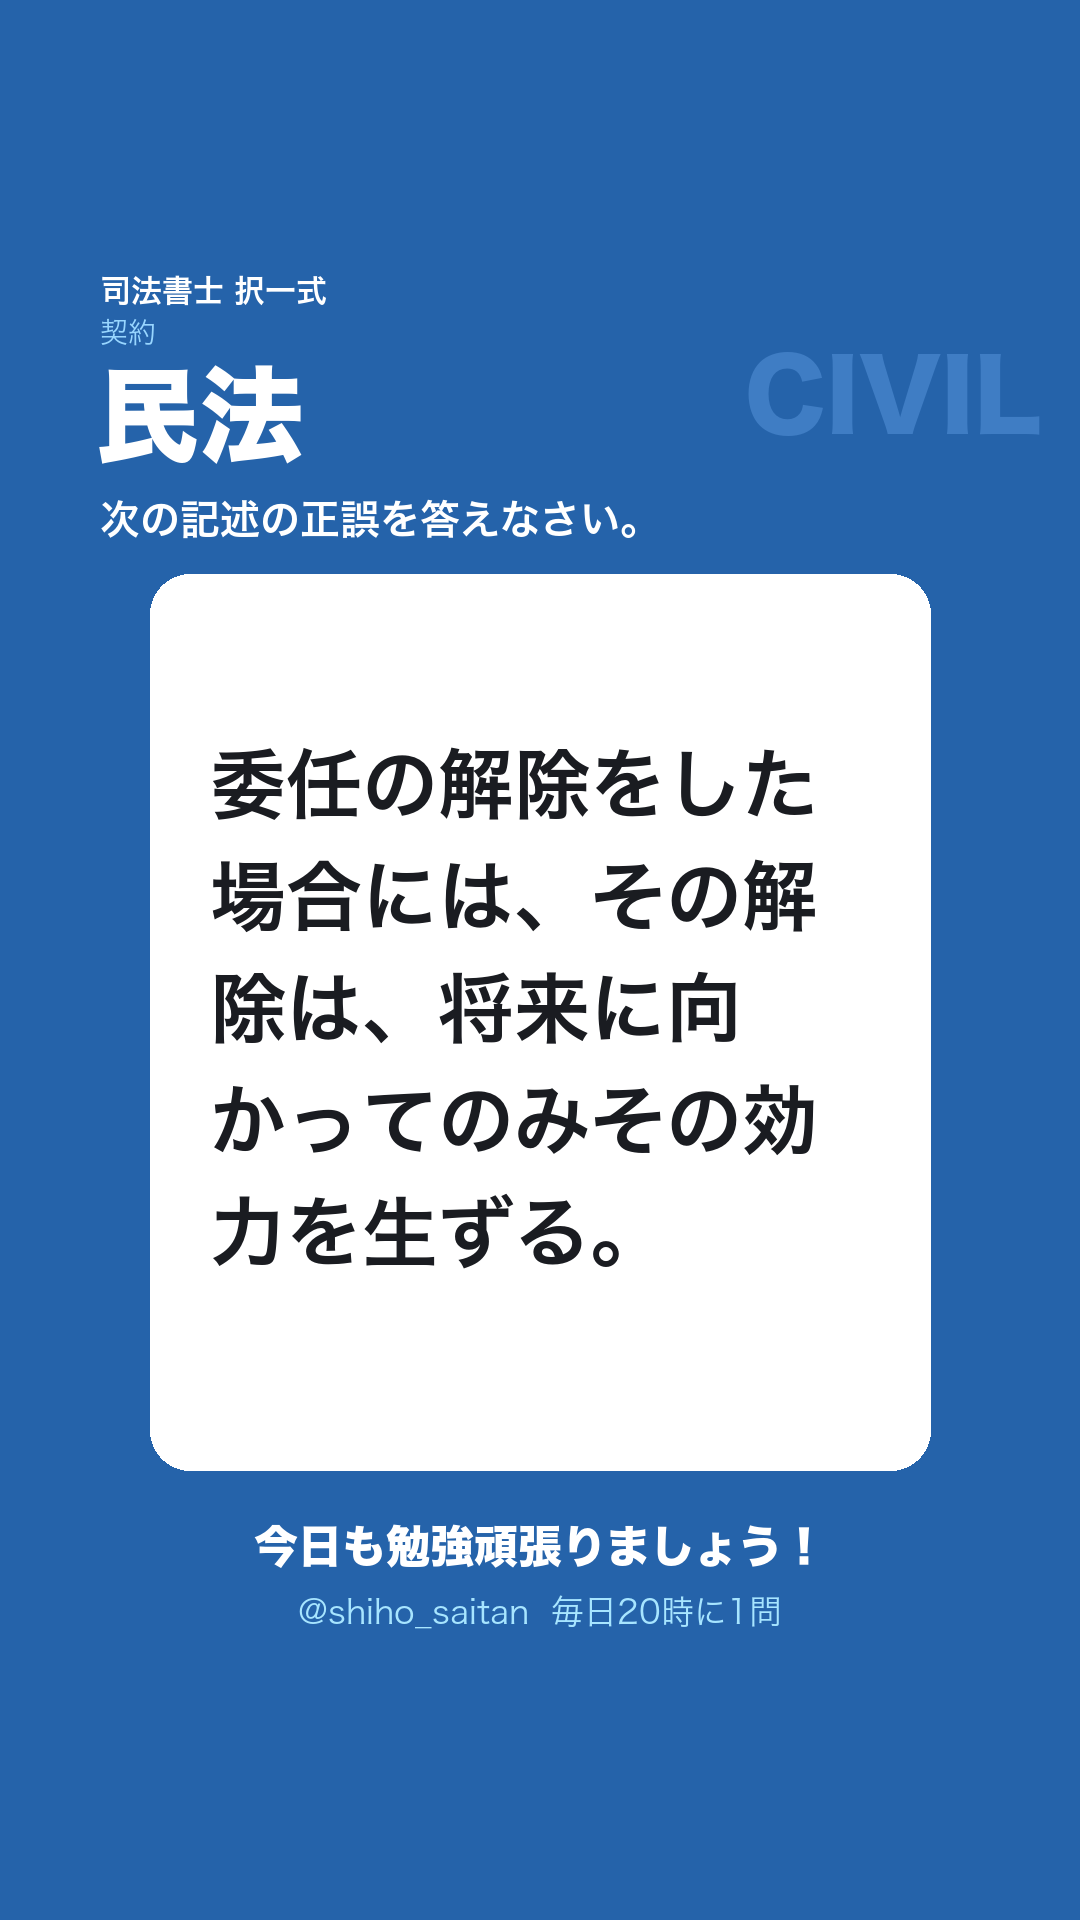 司法書士 択一式
契約
民法
CIVIL
次の記述の正誤を答えなさい。
委任の解除をした
場合には、その解
除は、将来に向
かってのみその効
力を生ずる。
今日も勉強頑張りましょう！
@shiho_saitan 毎日20時に1問